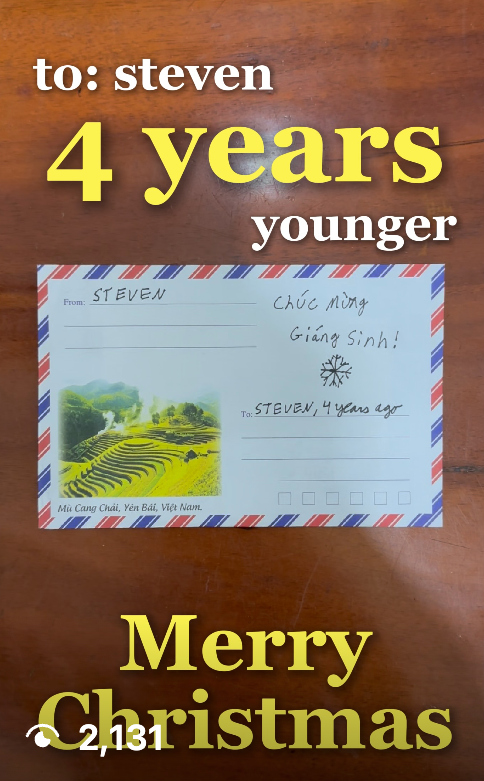 to: steven
4 years
younger
From: STEVEN
Chúc Mừng
Giáng Sinh!
To: STEVEN, 4 years ago
Mù Cang Chải, Yên Bái, Việt Nam.
Merry
Christmas
2,131